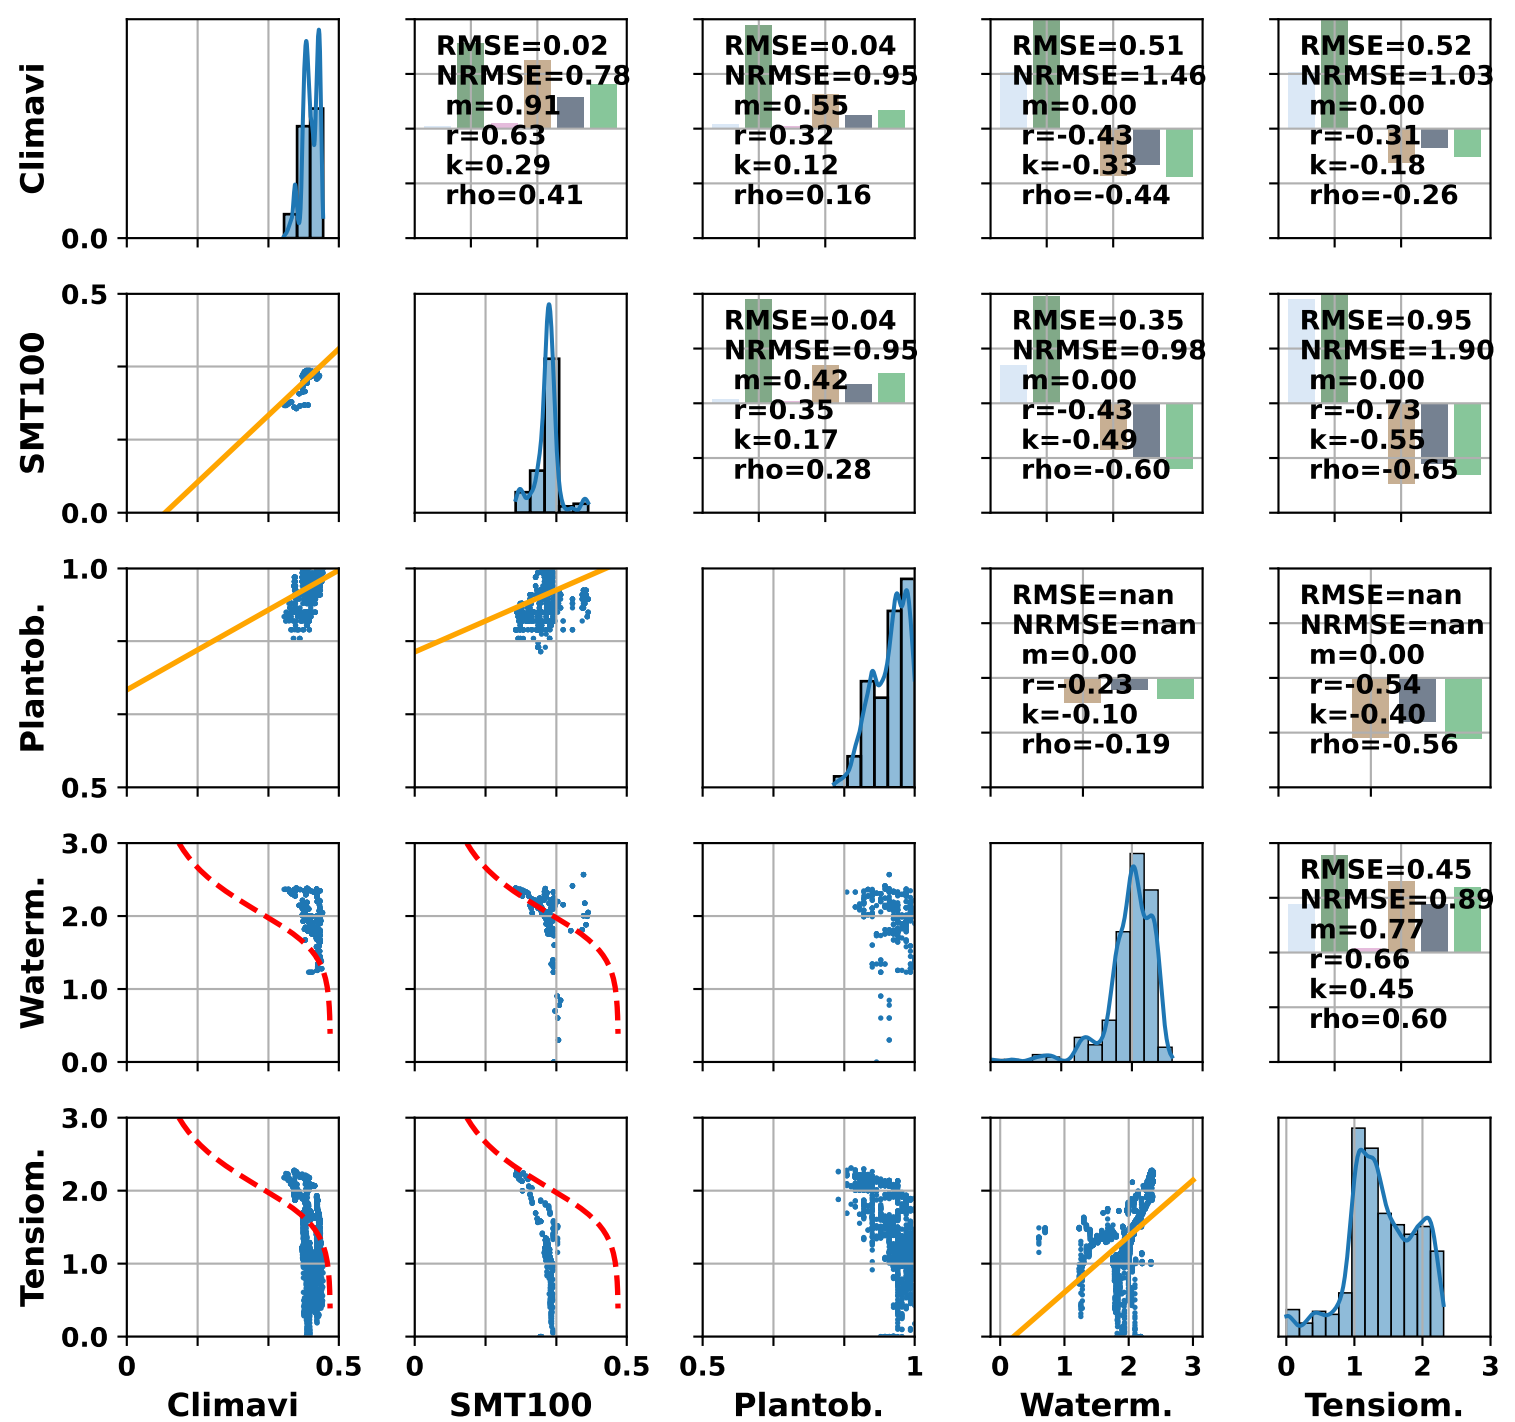 Climavi
0.0
RMSE=0.02
NRMSE=0.78
m=0.91
r=0.63
k=0.29
rho=0.41
RMSE=0.04
NRMSE=0.95
m=0.55
r=0.32
k=0.12
rho=0.16
RMSE=0.51
NRMSE=1.46
m=0.00
r=-0.43
k=-0.33
rho=-0.44
RMSE=0.52
NRMSE=1.03
m=0.00
r=-0.31
k=-0.18
rho=-0.26
SMT100
0.5
0.0
RMSE=0.04
NRMSE=0.95
m=0.42
r=0.35
k=0.17
rho=0.28
RMSE=0.35
NRMSE=0.98
m=0.00
r=-0.43
k=-0.49
rho=-0.60
RMSE=0.95
NRMSE=1.90
m=0.00
r=-0.73
k=-0.55
rho=-0.65
Plantob.
1.0
0.5
RMSE=nan
NRMSE=nan
m=0.00
r=-0.23
k=-0.10
rho=-0.19
RMSE=nan
NRMSE=nan
m=0.00
r=-0.54
k=-0.40
rho=-0.56
Waterm.
3.0
2.0
1.0
0.0
RMSE=0.45
NRMSE=0.89
m=0.77
r=0.66
k=0.45
rho=0.60
Tensiom.
3.0
2.0
1.0
0.0
0 0.5
0 0.5
0.5 1
0 1 2 3
0 1 2 3
Climavi
SMT100
Plantob.
Waterm.
Tensiom.